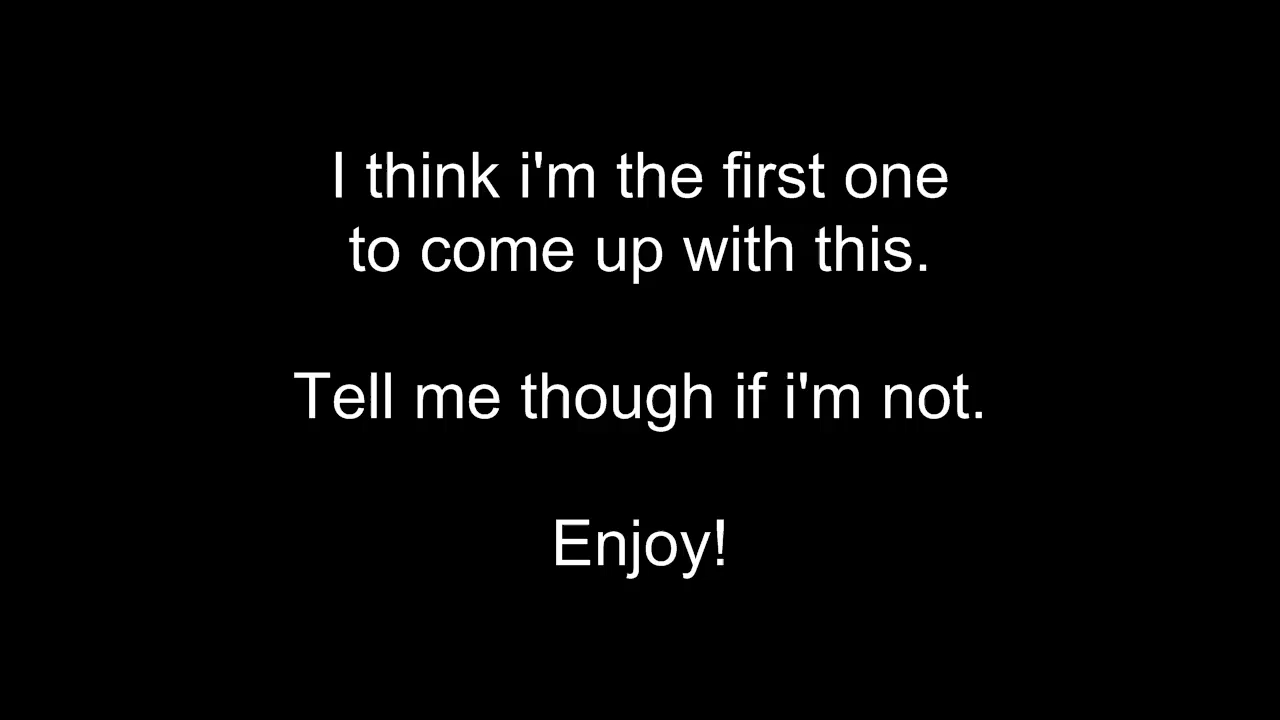 I think i'm the first one
to come up with this.
Tell me though if i'm not.
Enjoy!